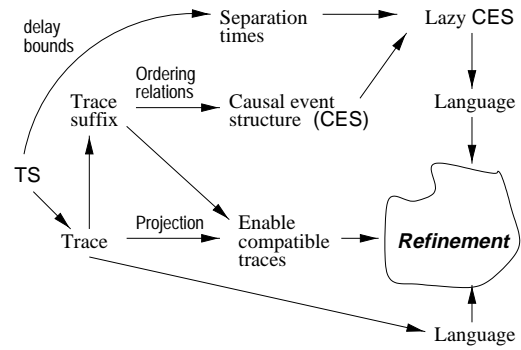 delay
bounds
Separation
times
Lazy CES
Ordering
relations
Trace
suffix
Causal event
structure (CES)
Language
TS
Projection
Trace
Enable
compatible
traces
Refinement
Language